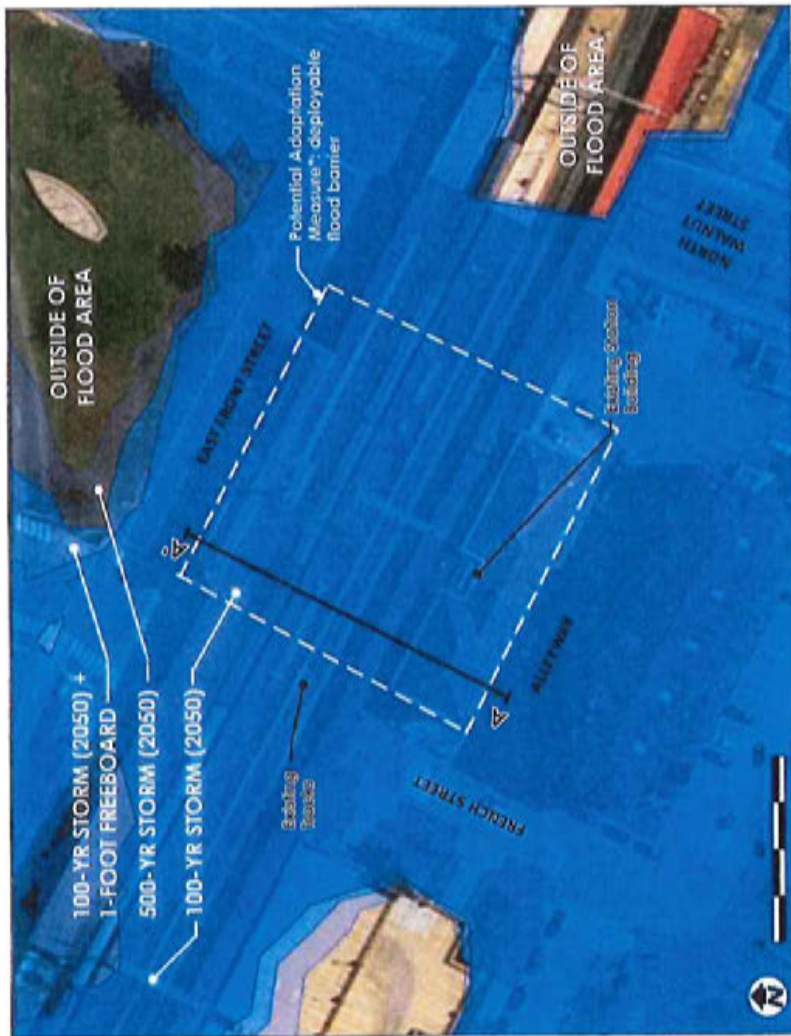 100-YR STORM (2050) +
1-FOOT FREEBOARD
500-YR STORM (2050)
100-YR STORM (2050)
OUTSIDE OF
FLOOD AREA
EAST FRONT STREET
Potential Adaptation
Measure*: deployable
flood barrier
A'
Existing
Tracks
A
FRENCH STREET
ALLEYWAY
Existing Station
Building
OUTSIDE OF
FLOOD AREA
NORTH
WALNUT
STREET
N